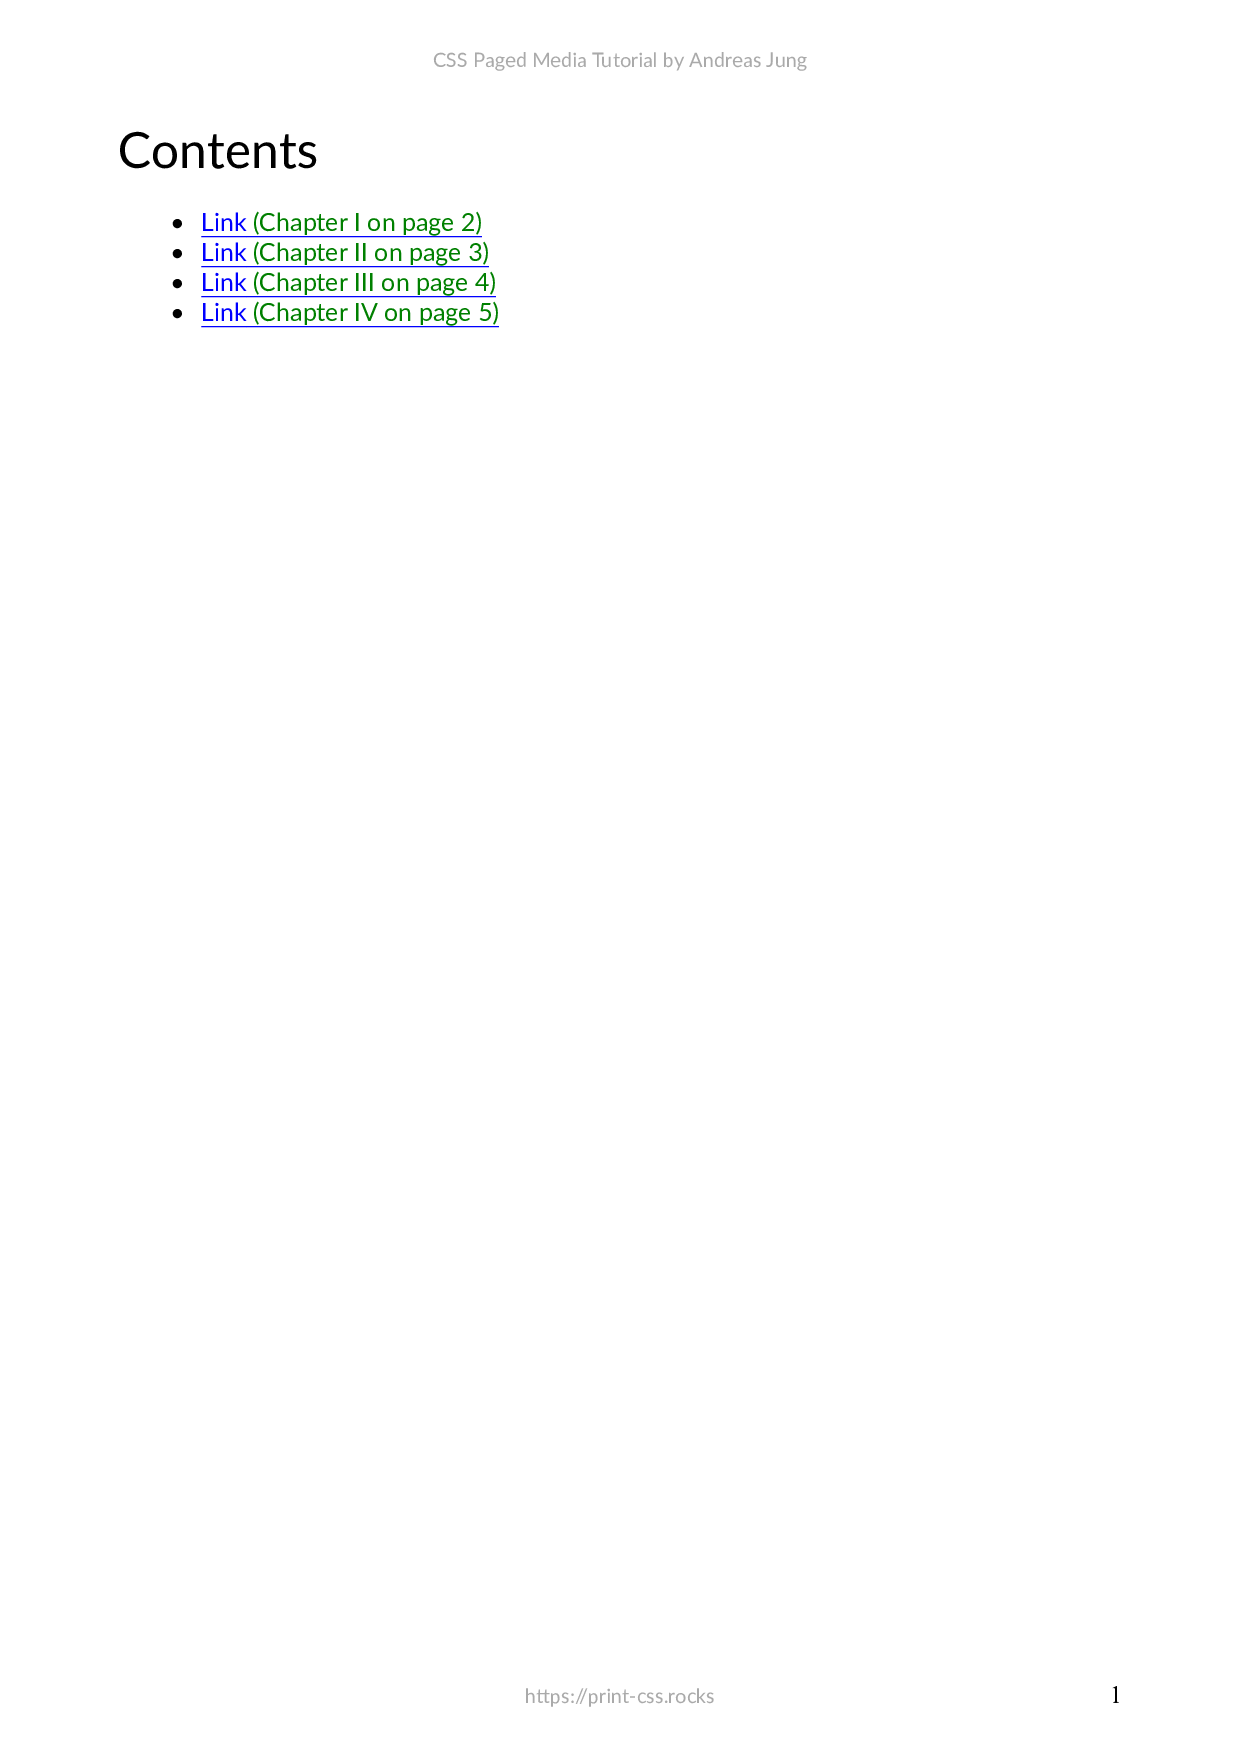 CSS Paged Media Tutorial by Andreas Jung
Contents
• Link (Chapter I on page 2)
• Link (Chapter II on page 3)
• Link (Chapter III on page 4)
• Link (Chapter IV on page 5)
https://print-css.rocks 1